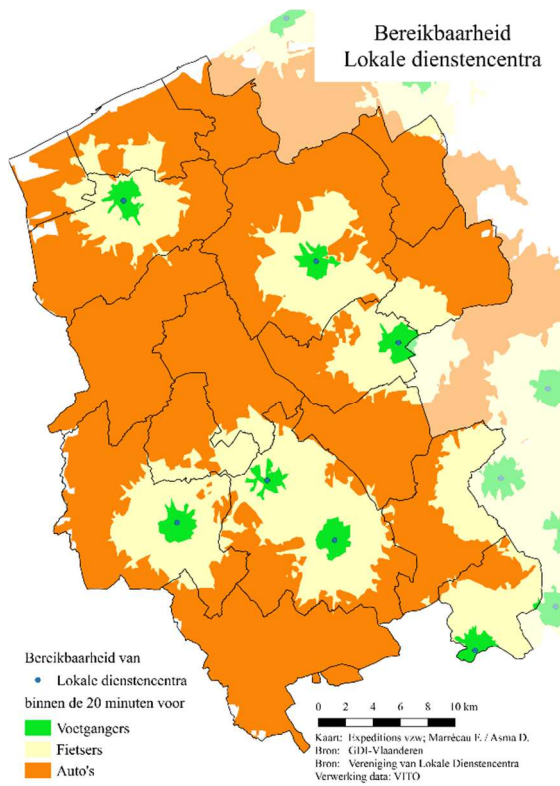 Bereikbaarheid
Lokale dienstencentra
Bereikbaarheid van
Lokale dienstencentra
binnen de 20 minuten voor
Voetgangers
Fietsers
Auto's
0 2 4 6 8 10 km
Kaart: Expeditions vzw; Marrécau F. / Asma D.
Bron: GDI-Vlaanderen
Bron: Vereniging van Lokale Dienstencentra
Verwerking data: VITO